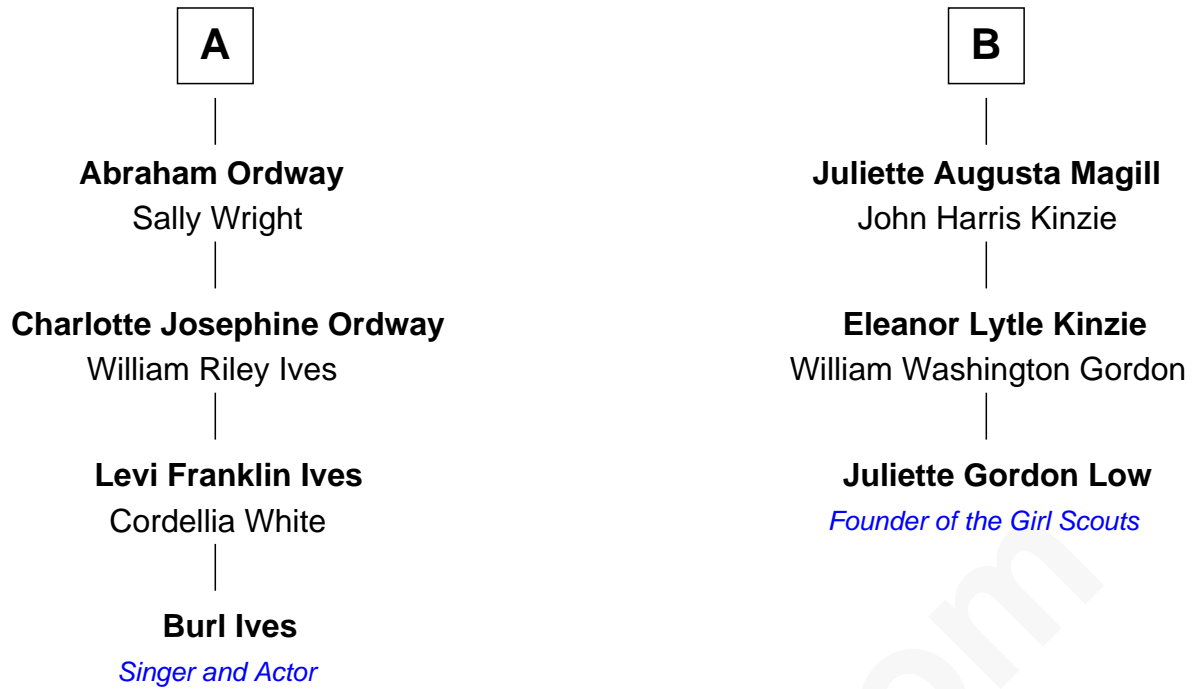 A
Abraham Ordway
Sally Wright
Charlotte Josephine Ordway
William Riley Ives
Levi Franklin Ives
Cordellia White
Burl Ives
Singer and Actor
B
Juliette Augusta Magill
John Harris Kinzie
Eleanor Lytle Kinzie
William Washington Gordon
Juliette Gordon Low
Founder of the Girl Scouts
om